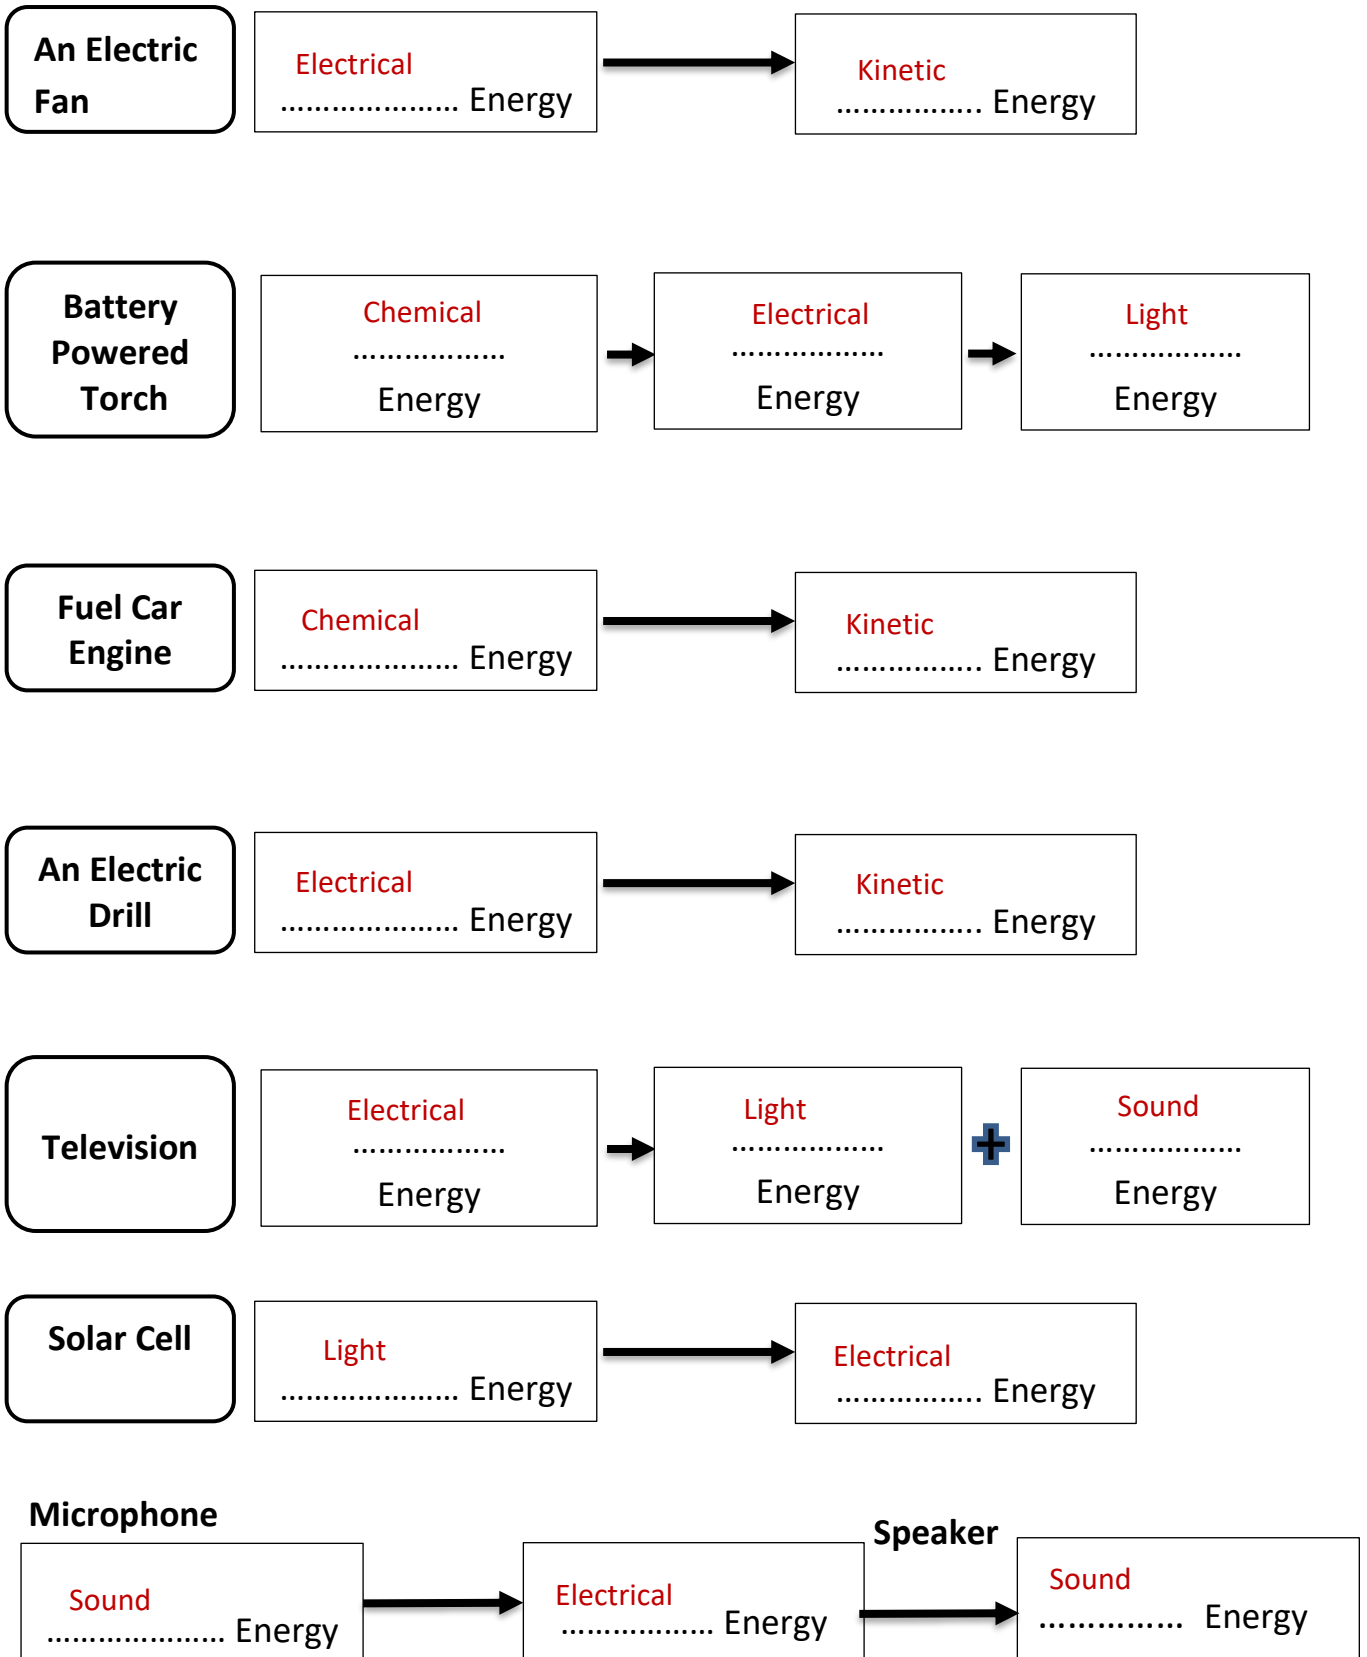 An Electric
Fan
Electrical
………………… Energy
Kinetic
…………….. Energy
Battery
Powered
Torch
Chemical
………………
Energy
Electrical
………………
Energy
Light
………………
Energy
Fuel Car
Engine
Chemical
………………… Energy
Kinetic
…………….. Energy
An Electric
Drill
Electrical
………………… Energy
Kinetic
…………….. Energy
Television
Electrical
………………
Energy
Light
………………
Energy
Sound
………………
Energy
Solar Cell
Light
………………… Energy
Electrical
…………….. Energy
Microphone
Sound
………………… Energy
Electrical
……………… Energy
Speaker
Sound
…………… Energy